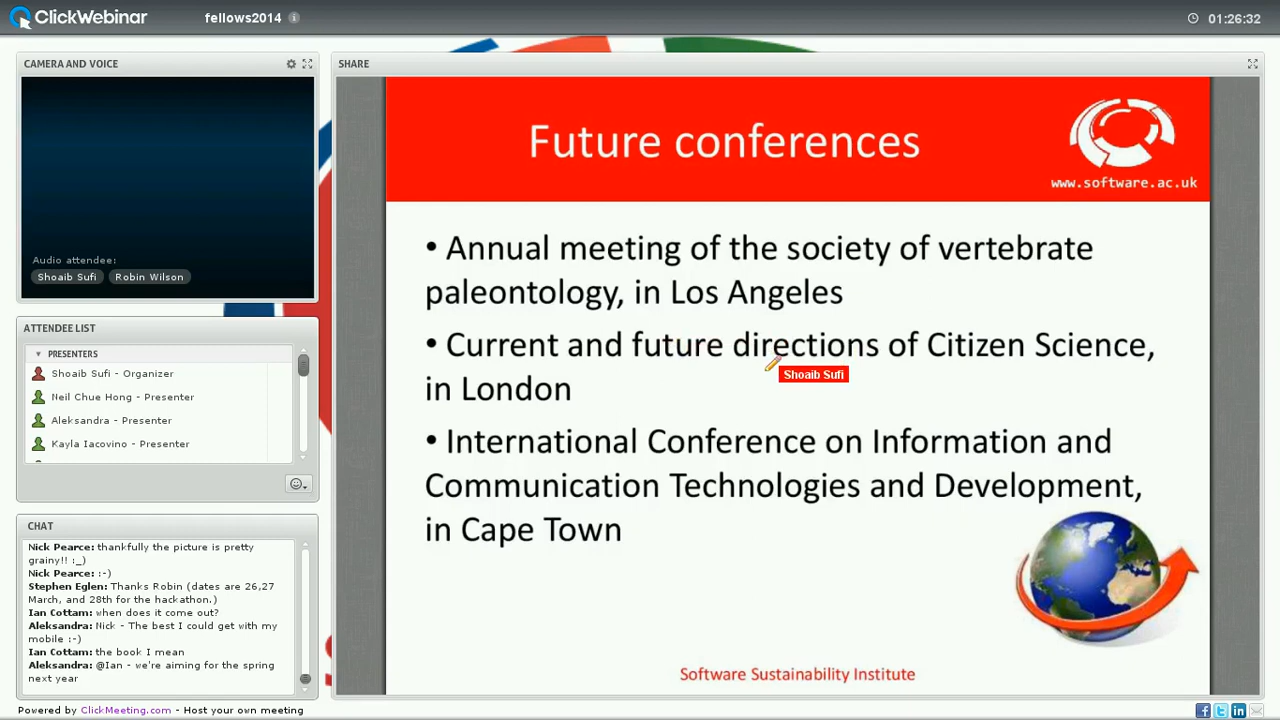 ClickWebinar
fellows2014
01:26:32
CAMERA AND VOICE
Audio attendee:
Shoaib Sufi
Robin Wilson
ATTENDEE LIST
PRESENTERS
Shoaib Sufi - Organizer
Neil Chue Hong - Presenter
Aleksandra - Presenter
Kayla Iacovino - Presenter
CHAT
Nick Pearce: thankfully the picture is pretty
grainy!! :_)
Nick Pearce: :-)
Stephen Eglen: Thanks Robin (dates are 26,27
March, and 28th for the hackathon.)
Ian Cottam: when does it come out?
Aleksandra: Nick - The best I could get with my
mobile :-)
Ian Cottam: the book I mean
Aleksandra: @Ian - we're aiming for the spring
next year
SHARE
Future conferences
www.software.ac.uk
• Annual meeting of the society of vertebrate
paleontology, in Los Angeles
• Current and future directions of Citizen Science,
Shoaib Sufi
in London
• International Conference on Information and
Communication Technologies and Development,
in Cape Town
Software Sustainability Institute
Powered by ClickMeeting.com - Host your own meeting